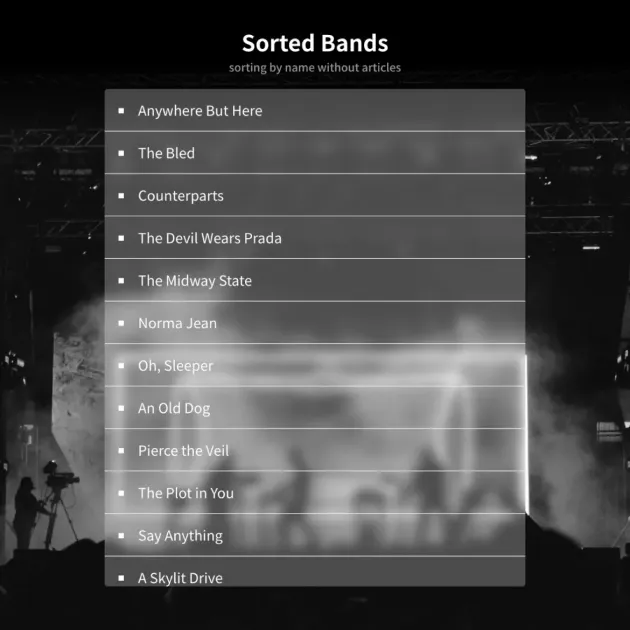 Sorted Bands
sorting by name without articles
Anywhere But Here
The Bled
Counterparts
The Devil Wears Prada
The Midway State
Norma Jean
Oh, Sleeper
An Old Dog
Pierce the Veil
The Plot in You
Say Anything
A Skylit Drive